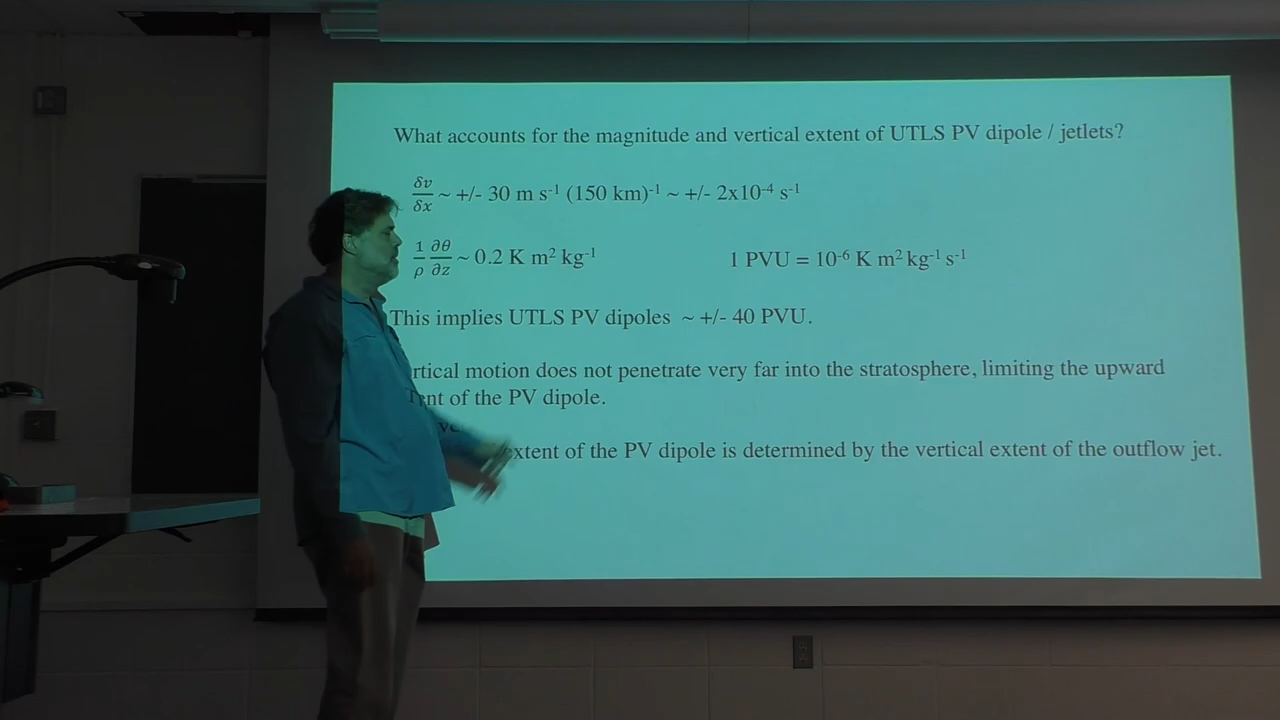 What accounts for the magnitude and vertical extent of UTLS PV dipole / jetlets?
δv/δx ~ +/- 30 m s⁻¹ (150 km)⁻¹ ~ +/- 2x10⁻⁴ s⁻¹
1/ρ ∂θ/∂z ~ 0.2 K m² kg⁻¹ 1 PVU = 10⁻⁶ K m² kg⁻¹ s⁻¹
This implies UTLS PV dipoles ~ +/- 40 PVU.
rtical motion does not penetrate very far into the stratosphere, limiting the upward
ent of the PV dipole.
extent of the PV dipole is determined by the vertical extent of the outflow jet.